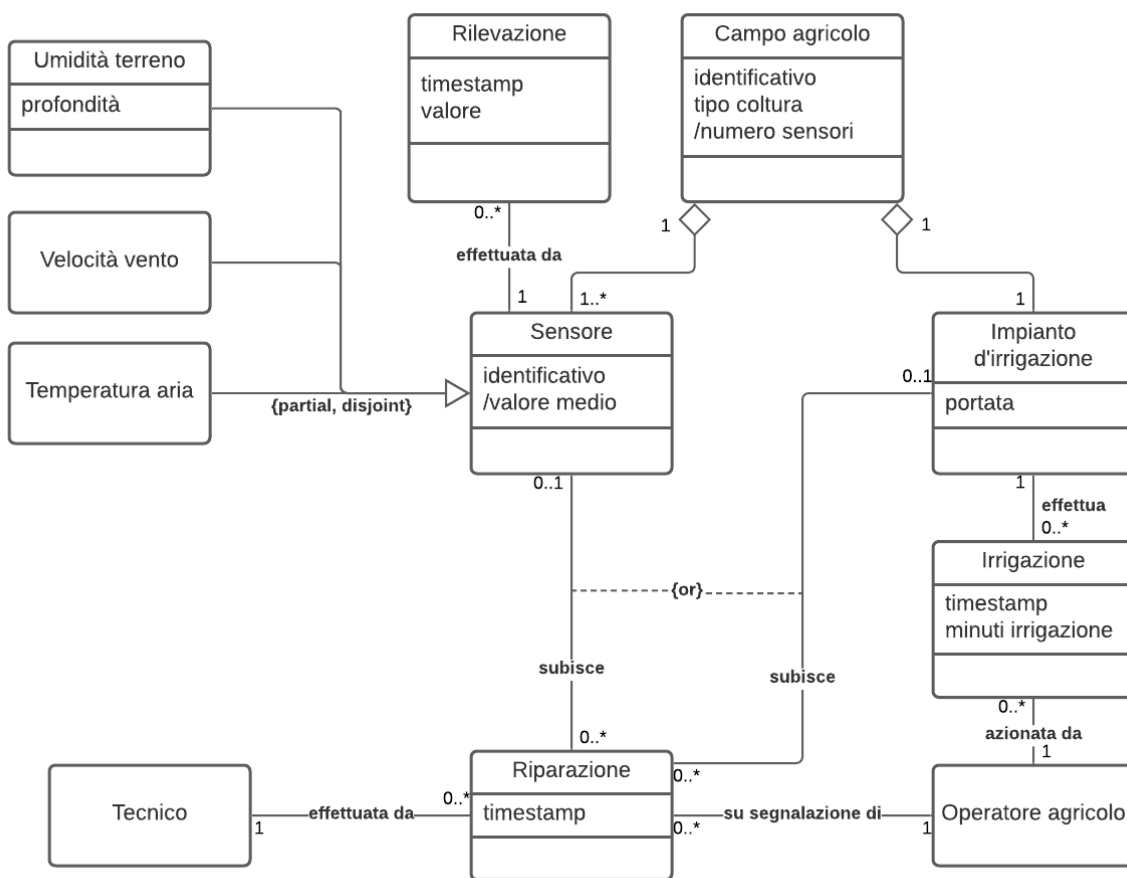 Umidità terreno
profondità
Rilevazione
timestamp
valore
Campo agricolo
identificativo
tipo coltura
/numero sensori
0..*
effettuata da
1
1
1..*
1
1
Velocità vento
Temperatura aria
{partial, disjoint}
Sensore
identificativo
/valore medio
0..1
Impianto
d'irrigazione
portata
0..1
1
effettua
0..*
Irrigazione
timestamp
minuti irrigazione
{or}
subisce
subisce
0..*
0..*
azionata da
1
Tecnico
1
effettuata da
0..*
Riparazione
timestamp
0..*
0..*
su segnalazione di
1
Operatore agricolo